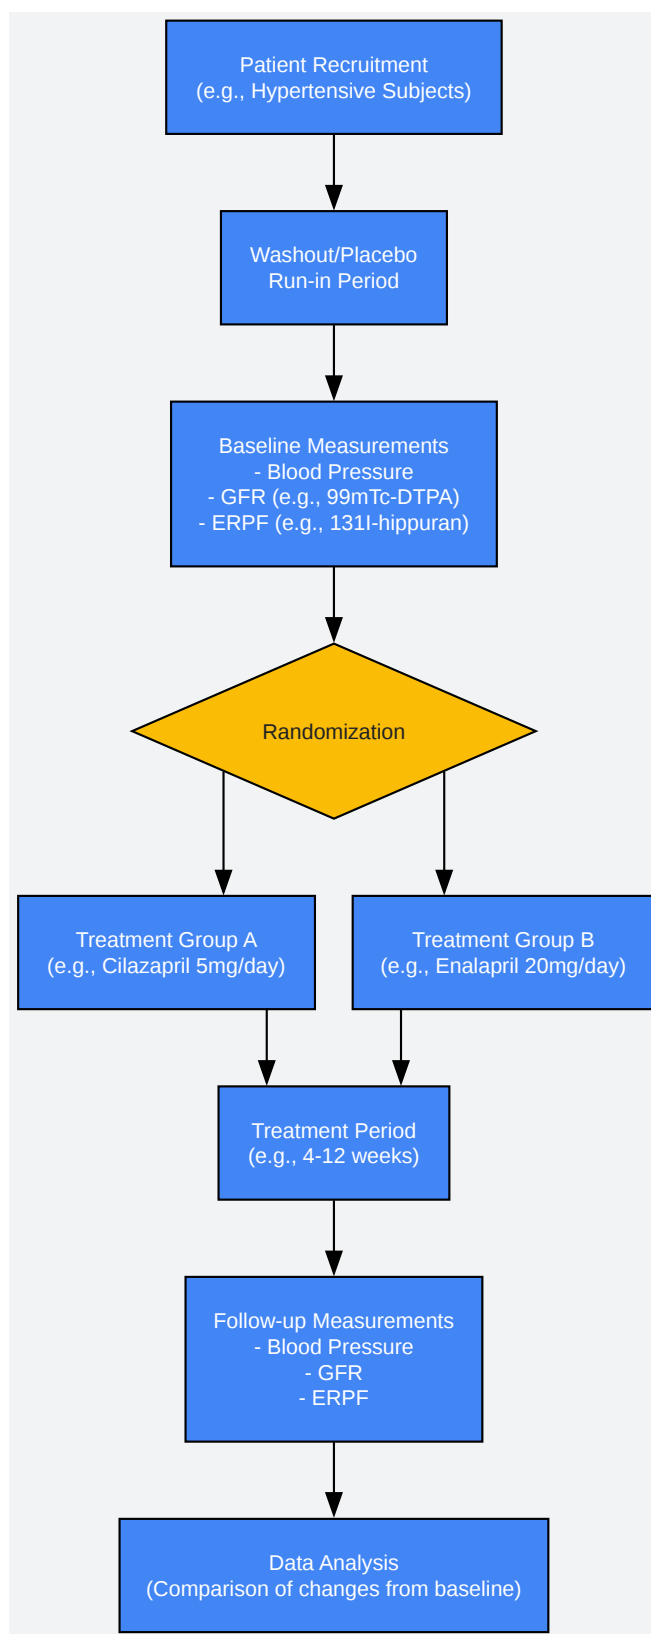 Patient Recruitment
(e.g., Hypertensive Subjects)
Washout/Placebo
Run-in Period
Baseline Measurements
- Blood Pressure
- GFR (e.g., 99mTc-DTPA)
- ERPF (e.g., 131I-hippuran)
Randomization
Treatment Group A
(e.g., Cilazapril 5mg/day)
Treatment Group B
(e.g., Enalapril 20mg/day)
Treatment Period
(e.g., 4-12 weeks)
Follow-up Measurements
- Blood Pressure
- GFR
- ERPF
Data Analysis
(Comparison of changes from baseline)